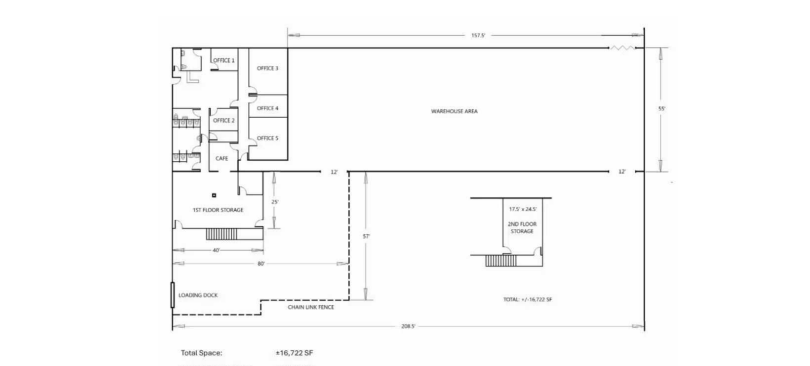 157.5'
OFFICE 1
OFFICE 3
OFFICE 4
WAREHOUSE AREA
55'
OFFICE 2
OFFICE 5
CAFE
12'
12'
25'
1ST FLOOR STORAGE
17.5' x 24.5'
2ND FLOOR
STORAGE
57'
40'
80'
LOADING DOCK
CHAIN LINK FENCE
TOTAL: +/-16,722 SF
208.5'
Total Space: ±16,722 SF